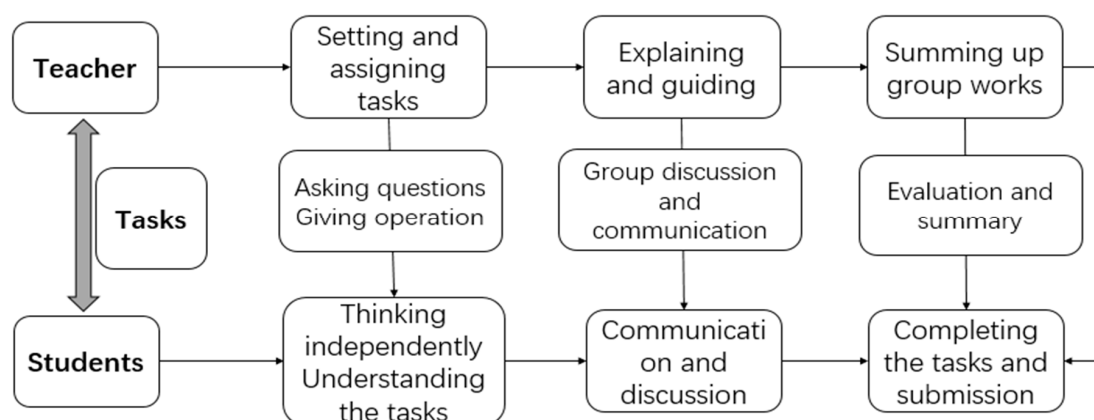 Teacher
Setting and
assigning
tasks
Explaining
and guiding
Summing up
group works
Tasks
Asking questions
Giving operation
Group discussion
and
communication
Evaluation and
summary
Students
Thinking
independently
Understanding
the tasks
Communicati
on and
discussion
Completing
the tasks and
submission